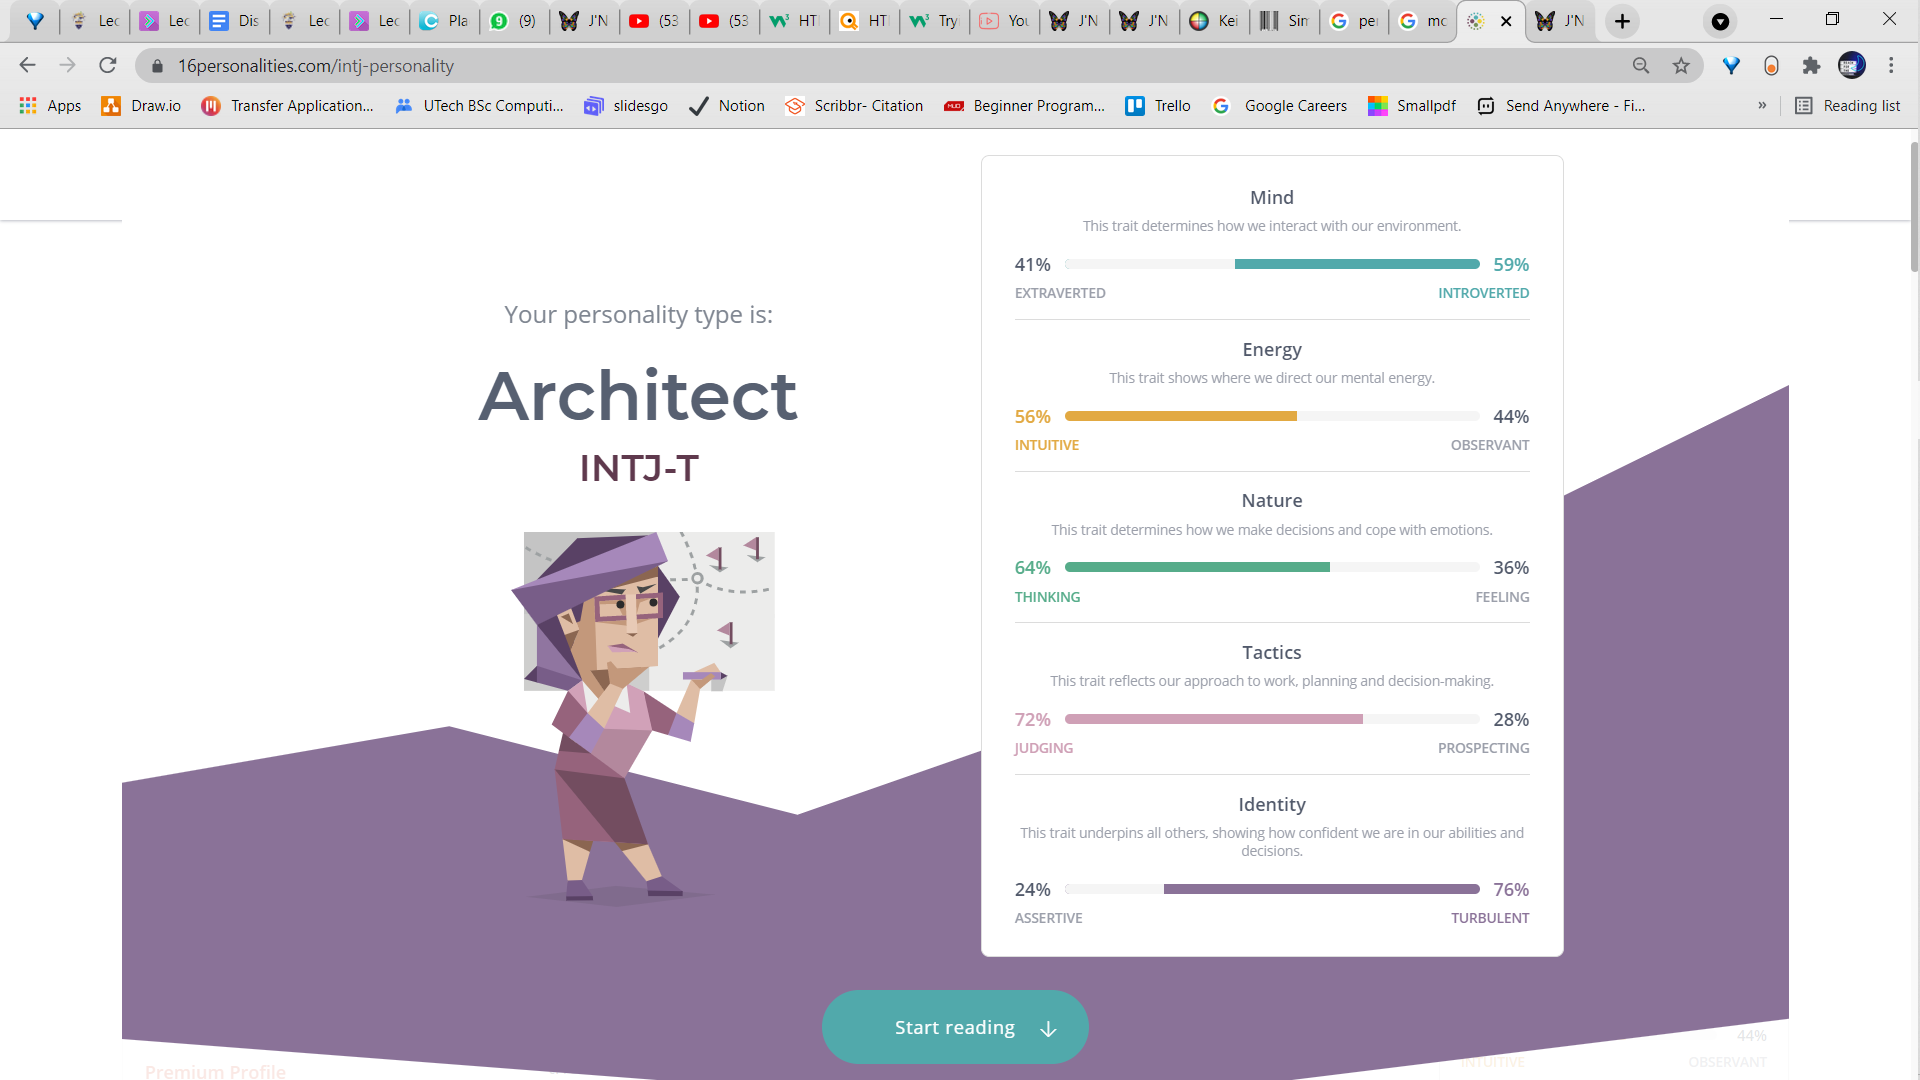 Lec
Lec
Dis
Lec
Lec
Pla
9
(9)
J'N
(53
(53
HTI
HTI
Try
You
J'N
J'N
Kei
Sim
per
J'N
16personalities.com/intj-personality
Apps
Draw.io
Transfer Application...
UTech BSc Computi...
slidesgo
Notion
Scribbr- Citation
Beginner Program...
Trello
Google Careers
Smallpdf
Send Anywhere - Fi...
»
Reading list
Your personality type is:
Architect
INTJ-T
Mind
This trait determines how we interact with our environment.
41% 59%
EXTRAVERTED INTROVERTED
Energy
This trait shows where we direct our mental energy.
56% 44%
INTUITIVE OBSERVANT
Nature
This trait determines how we make decisions and cope with emotions.
64% 36%
THINKING FEELING
Tactics
This trait reflects our approach to work, planning and decision-making.
72% 28%
JUDGING PROSPECTING
Identity
This trait underpins all others, showing how confident we are in our abilities and
decisions.
24% 76%
ASSERTIVE TURBULENT
Start reading
44%
INTUITIVE OBSERVANT
Premium Profile